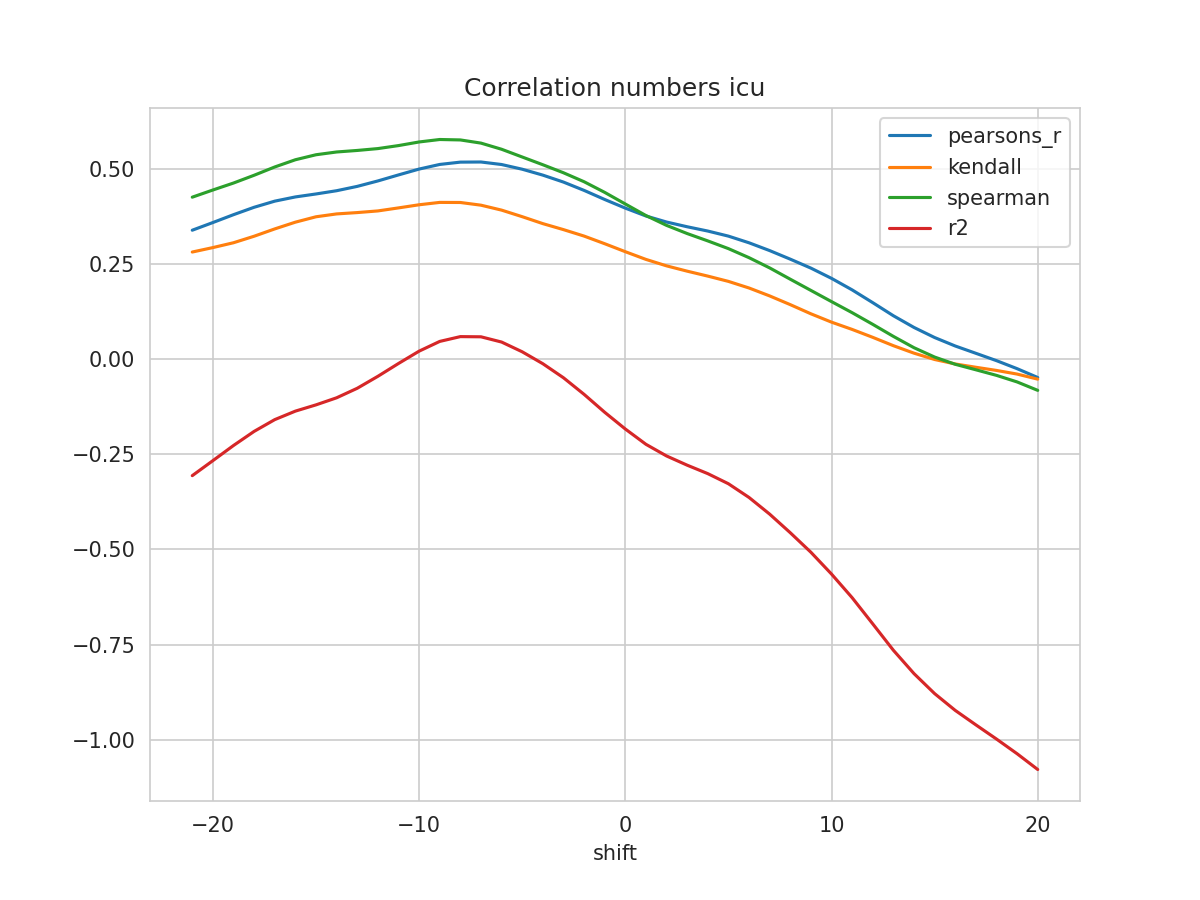 Correlation numbers icu
pearsons_r
kendall
spearman
r2
0.50
0.25
0.00
−0.25
−0.50
−0.75
−1.00
−20 −10 0 10 20
shift